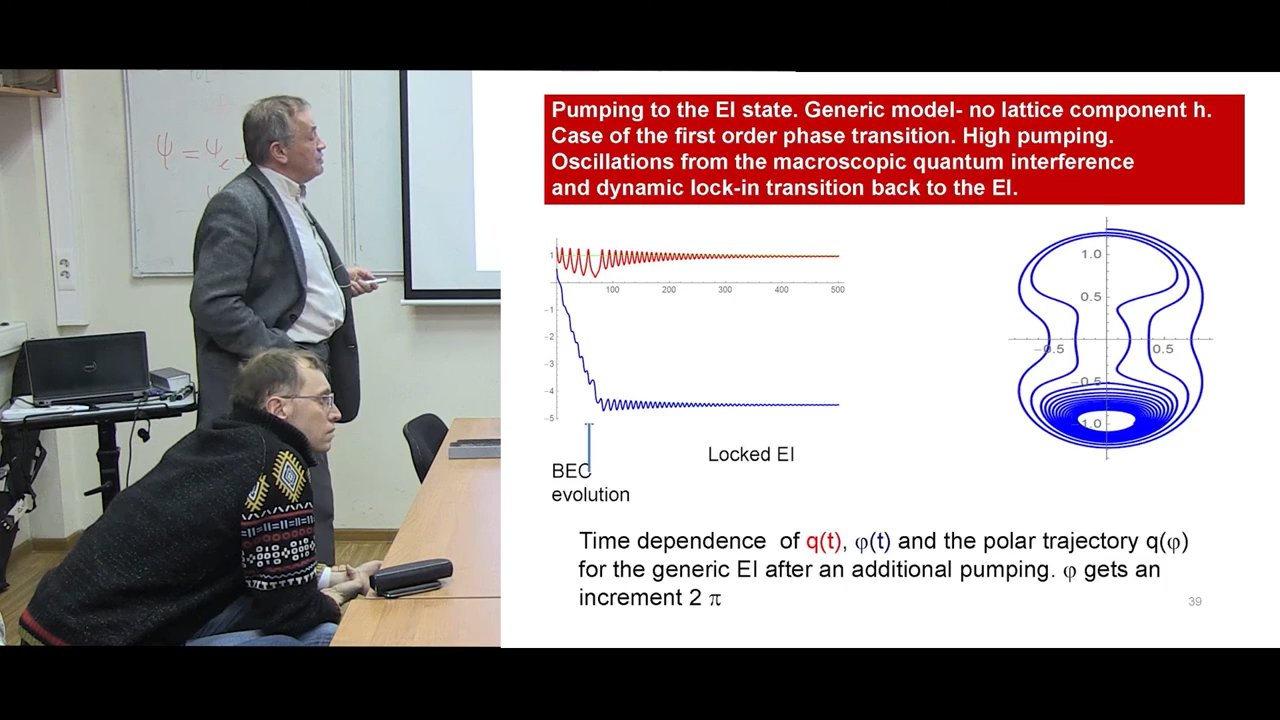 ψ = ψ
Pumping to the EI state. Generic model- no lattice component h.
Case of the first order phase transition. High pumping.
Oscillations from the macroscopic quantum interference
and dynamic lock-in transition back to the EI.
1
100 200 300 400 500
−1
−2
−3
−4
−5
1.0
0.5
−0.5 0.5
−0.5
−1.0
BEC
evolution
Locked EI
Time dependence of q(t), φ(t) and the polar trajectory q(φ)
for the generic EI after an additional pumping. φ gets an
increment 2 π
39